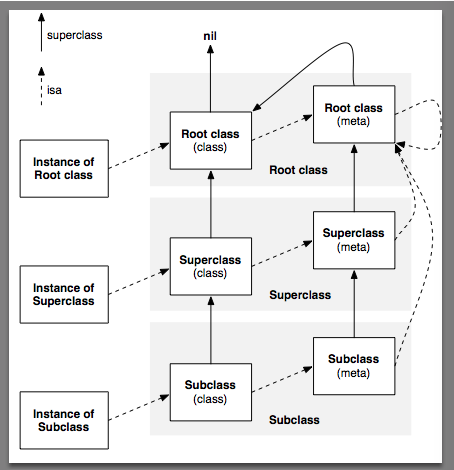 superclass
isa
nil
Root class
(class)
Root class
(meta)
Instance of
Root class
Root class
Superclass
(class)
Superclass
(meta)
Instance of
Superclass
Superclass
Subclass
(class)
Subclass
(meta)
Instance of
Subclass
Subclass